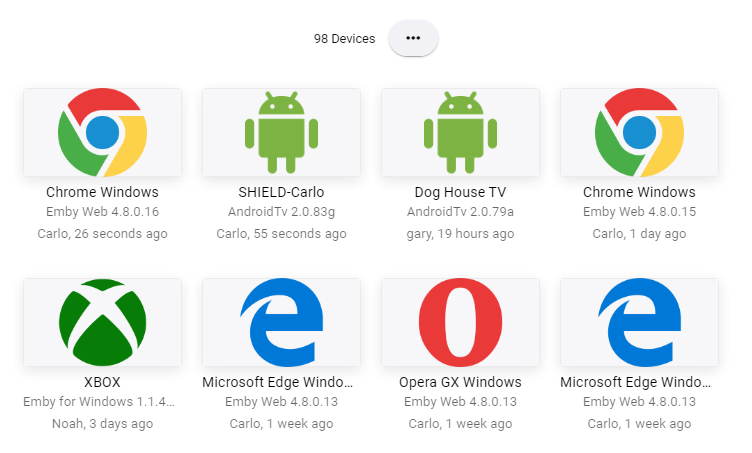 98 Devices
Chrome Windows
Emby Web 4.8.0.16
Carlo, 26 seconds ago
SHIELD-Carlo
AndroidTv 2.0.83g
Carlo, 55 seconds ago
Dog House TV
AndroidTv 2.0.79a
gary, 19 hours ago
Chrome Windows
Emby Web 4.8.0.15
Carlo, 1 day ago
XBOX
Emby for Windows 1.1.4...
Noah, 3 days ago
Microsoft Edge Windo...
Emby Web 4.8.0.13
Carlo, 1 week ago
Opera GX Windows
Emby Web 4.8.0.13
Carlo, 1 week ago
Microsoft Edge Windo...
Emby Web 4.8.0.13
Carlo, 1 week ago